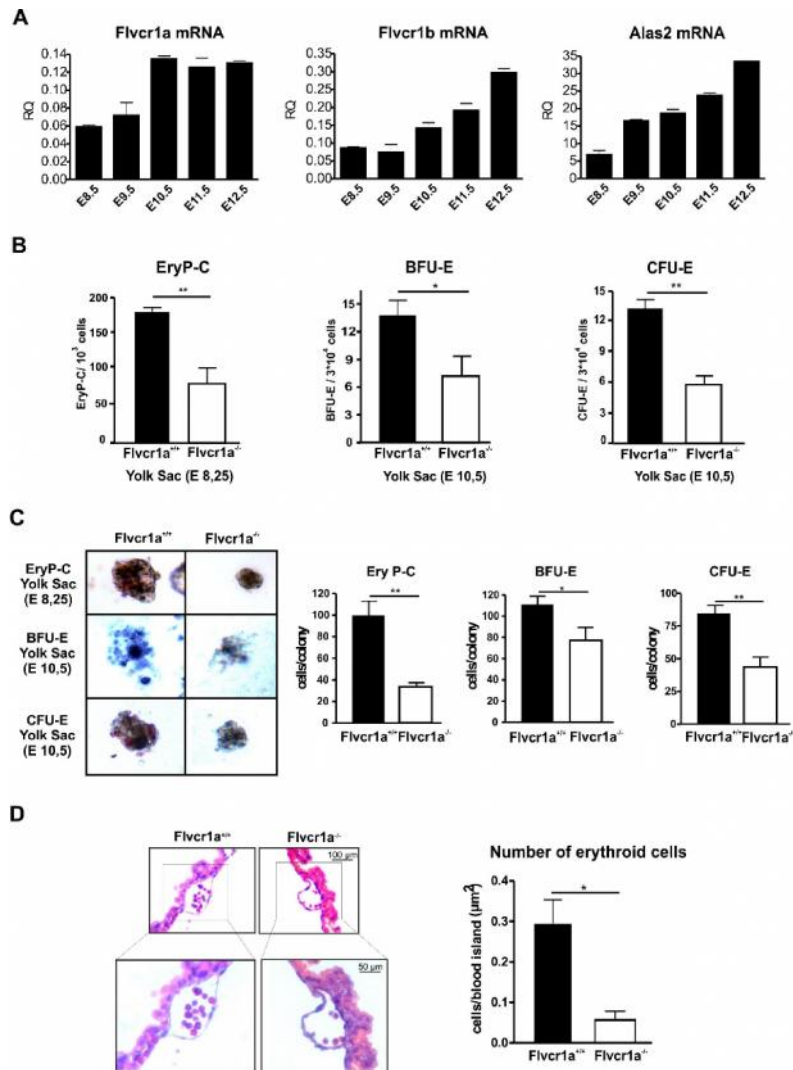 A
Flvcr1a mRNA
Flvcr1b mRNA
Alas2 mRNA
RQ
0.14
0.12
0.10
0.08
0.06
0.04
0.02
0.00
E8.5
E9.5
E10.5
E11.5
E12.5
RQ
0.35
0.30
0.25
0.20
0.15
0.10
0.05
0.00
E8.5
E9.5
E10.5
E11.5
E12.5
RQ
35
30
25
20
15
10
5
0
E8.5
E9.5
E10.5
E11.5
E12.5
B
EryP-C
EryP-C/ 10³ cells
200
150
100
50
0
**
Flvcr1a+/+ Flvcr1a-/-
Yolk Sac (E 8,25)
BFU-E
BFU-E / 3*10⁴ cells
15
12
9
6
3
0
*
Flvcr1a+/+ Flvcr1a-/-
Yolk Sac (E 10,5)
CFU-E
CFU-E / 3*10⁴ cells
15
12
9
6
3
0
**
Flvcr1a+/+ Flvcr1a-/-
Yolk Sac (E 10,5)
C
Flvcr1a+/+ Flvcr1a-/-
EryP-C
Yolk Sac
(E 8,25)
BFU-E
Yolk Sac
(E 10,5)
CFU-E
Yolk Sac
(E 10,5)
Ery P-C
cells/colony
120
100
80
60
40
20
0
**
Flvcr1a+/+ Flvcr1a-/-
BFU-E
cells/colony
120
100
80
60
40
20
0
*
Flvcr1a+/+ Flvcr1a-/-
CFU-E
cells/colony
100
75
50
25
0
**
Flvcr1a+/+ Flvcr1a-/-
D
Flvcr1a+/+ Flvcr1a-/-
100 µm
50 µm
Number of erythroid cells
cells/blood island (µm²)
0.4
0.3
0.2
0.1
0.0
*
Flvcr1a+/+ Flvcr1a-/-